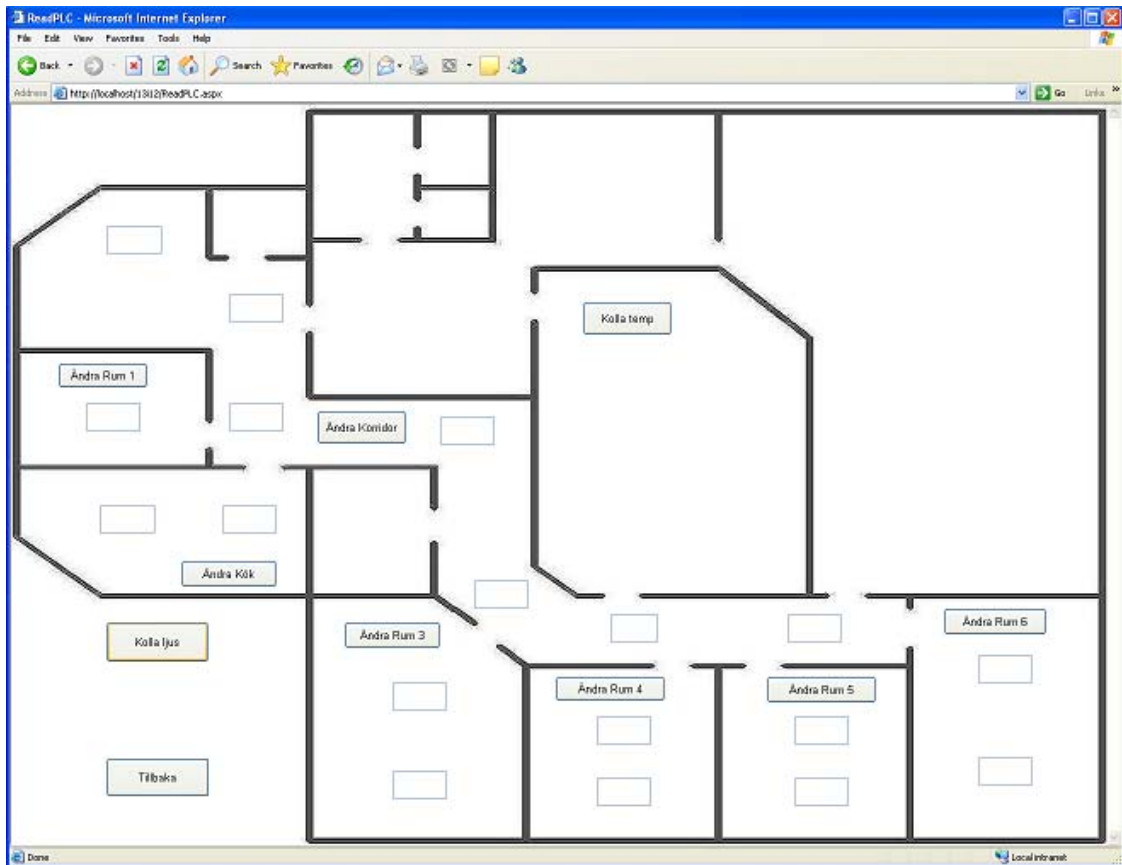 ReadPLC - Microsoft Internet Explorer
File Edit View Favorites Tools Help
Back Search Favorites
Address http://localhost/13i12/ReadPLC.aspx Go Links »
Kolla temp
Ändra Rum 1
Ändra Korridor
Ändra Kök
Kolla ljus
Ändra Rum 3
Ändra Rum 6
Ändra Rum 4
Ändra Rum 5
Tillbaka
Done Local intranet